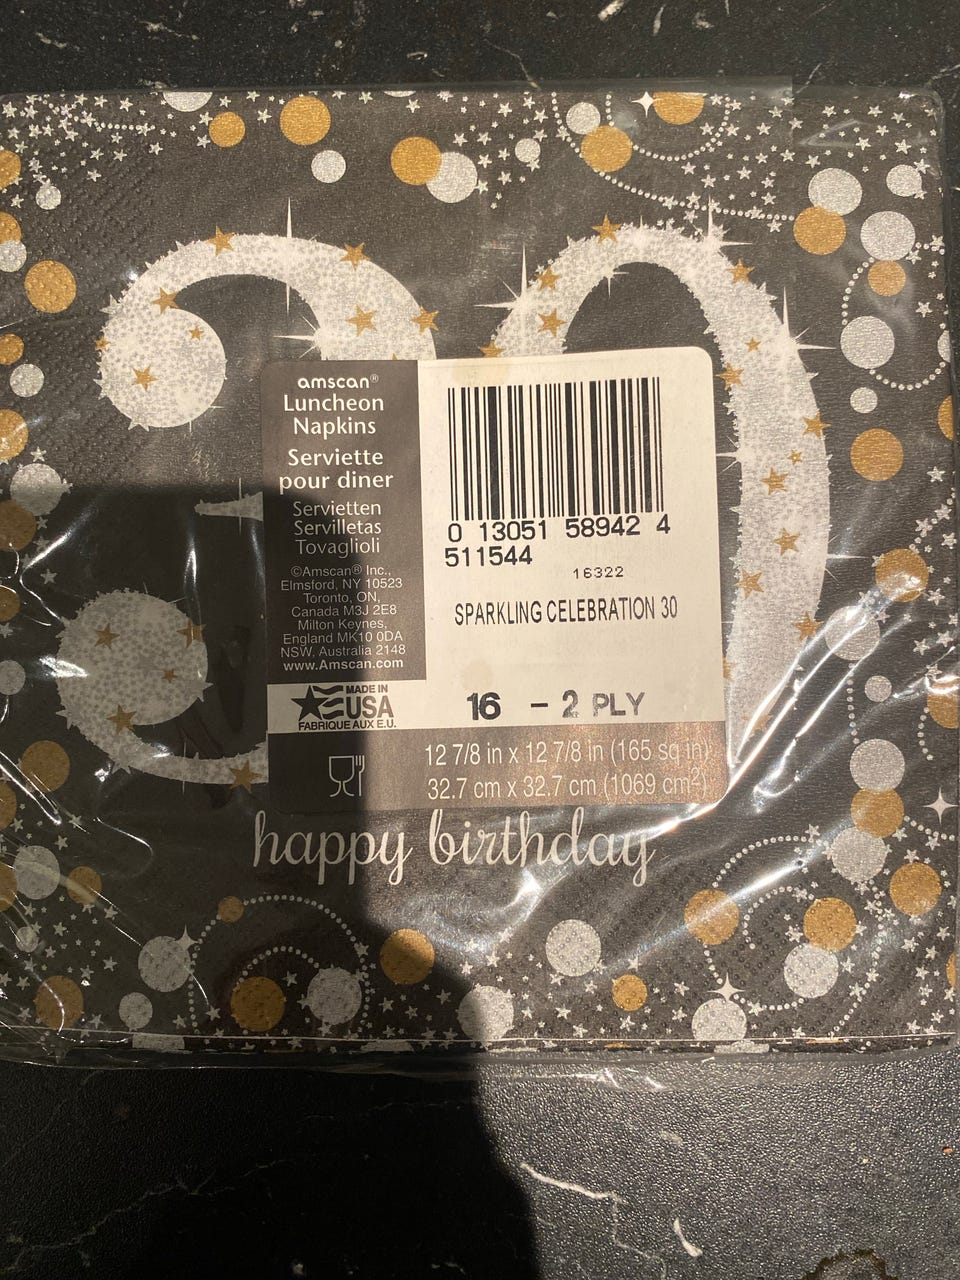 30
amscan®
Luncheon
Napkins
Serviette
pour diner
Servietten
Servilletas
Tovaglioli
©Amscan® Inc.,
Elmsford, NY 10523
Toronto, ON,
Canada M3J 2E8
Milton Keynes,
England MK10 0DA
NSW, Australia 2148
www.Amscan.com
MADE IN
USA
FABRIQUE AUX E.U.
0 13051 58942 4
511544
16322
SPARKLING CELEBRATION 30
16 - 2 PLY
12 7/8 in x 12 7/8 in (165 sq in)
32.7 cm x 32.7 cm (1069 cm²)
happy birthday